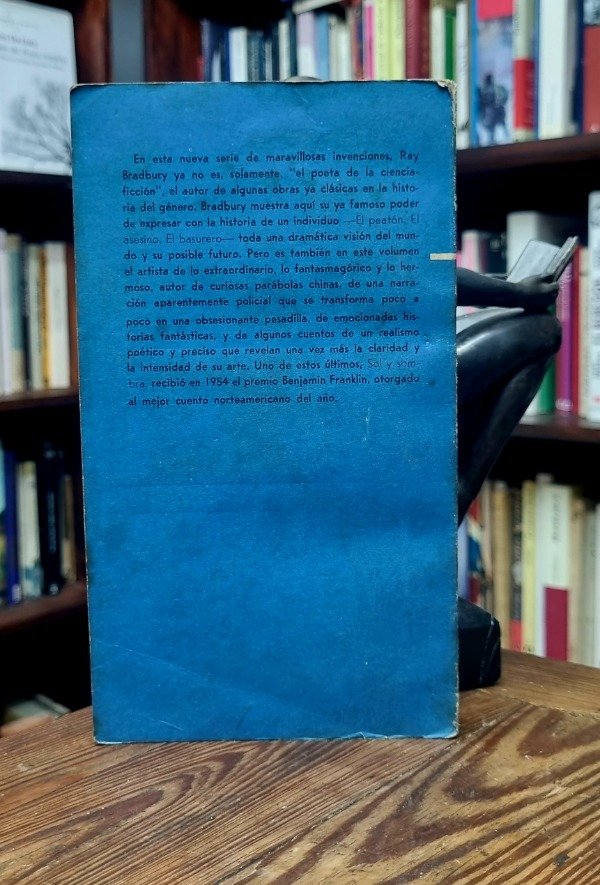 En esta nueva serie de maravillosas invenciones, Ray
Bradbury ya no es, solamente, "el poeta de la ciencia-
ficción", el autor de algunas obras ya clásicas en la histo-
ria del género. Bradbury muestra aquí su ya famoso poder
de expresar con la historia de un individuo —El peatón, El
asesino, El basurero— toda una dramática visión del mun-
do y su posible futuro. Pero es también en este volumen
el artista de lo extraordinario, lo fantasmagórico y lo her-
moso, autor de curiosas parábolas chinas, de una narra-
ción aparentemente policial que se transforma poco a
poco en una obsesionante pesadilla, de emocionadas his-
torias fantásticas, y de algunos cuentos de un realismo
poético y preciso que revelan una vez más la claridad y
la intensidad de su arte. Uno de estos últimos, Sol y som-
bra, recibió en 1954 el premio Benjamin Franklin, otorgado
al mejor cuento norteamericano del año.